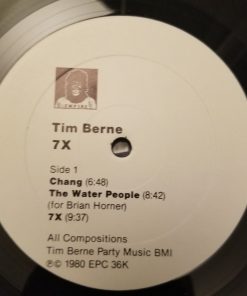 EMPIRE
Tim Berne
7X
Side 1
Chang (6:48)
The Water People (8:42)
(for Brian Horner)
7X (9:37)
All Compositions
Tim Berne Party Music BMI
℗© 1980 EPC 36K